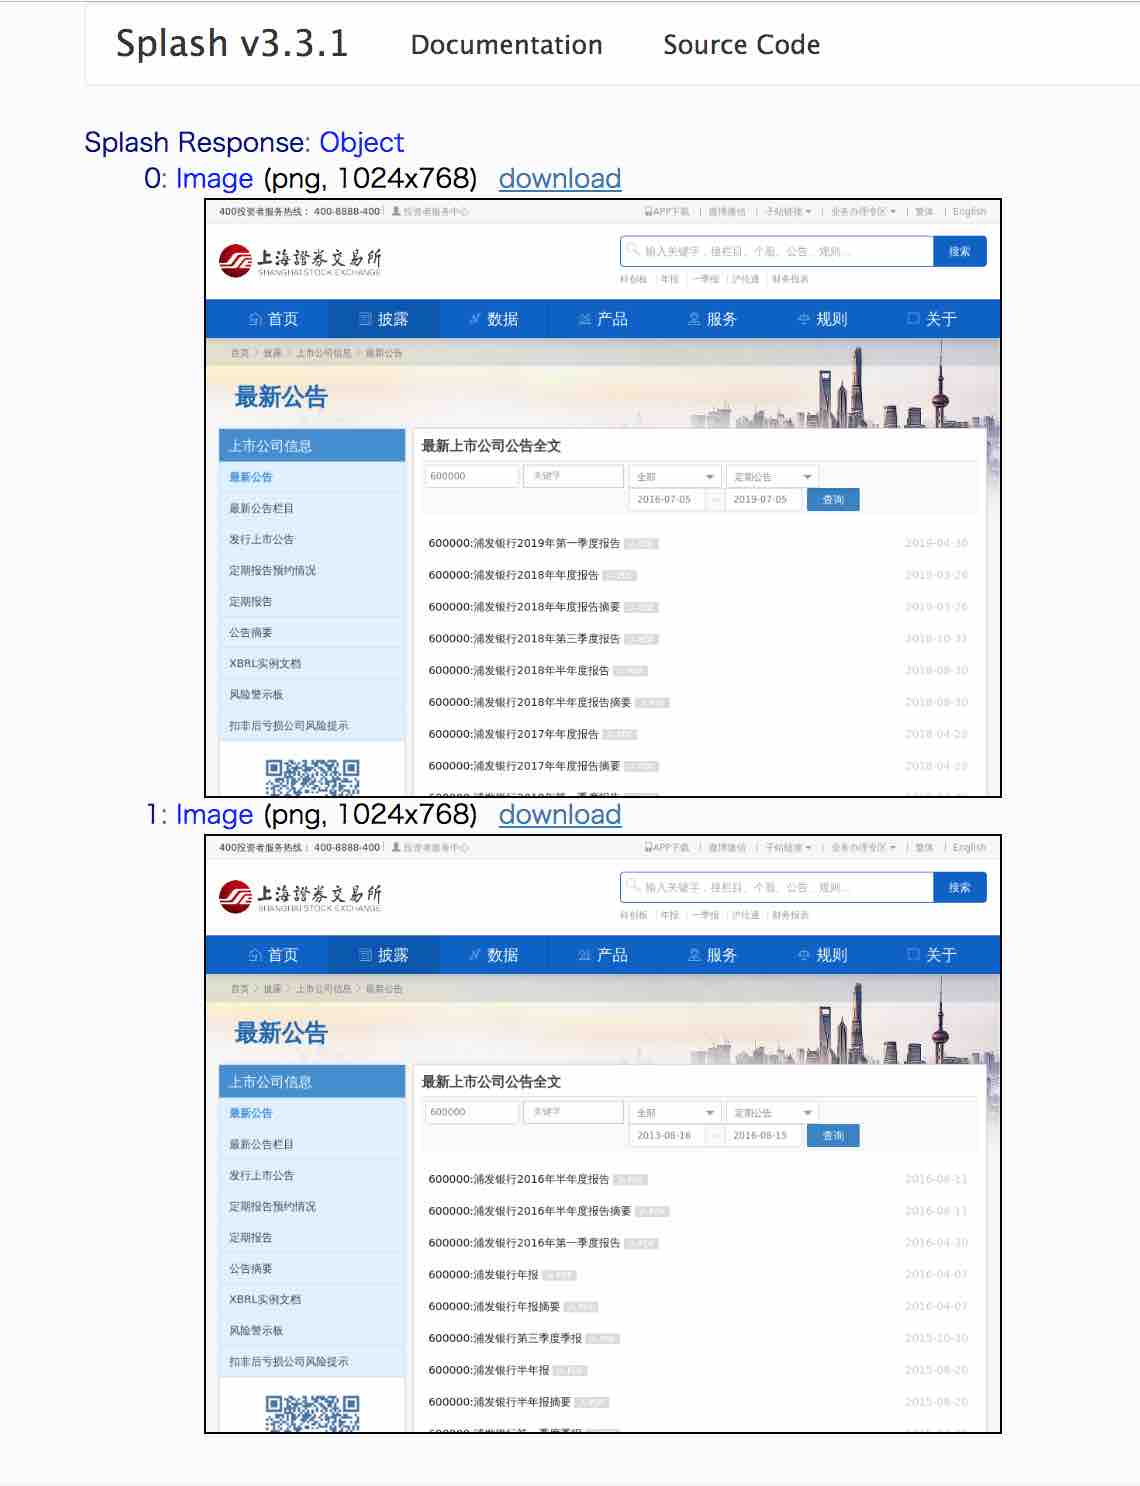 Splash v3.3.1 Documentation Source Code
Splash Response: Object
0: Image (png, 1024x768) download
400投资者服务热线： 400-8888-400 投资者服务中心 APP下载 | 微博微信 | 子站链接 | 业务办理专区 | 繁体 | English
上海證券交易所
SHANGHAI STOCK EXCHANGE
输入关键字，搜栏目、个股、公告、规则... 搜索
科创板 年报 一季报 沪伦通 财务报表
首页 披露 数据 产品 服务 规则 关于
首页 > 披露 > 上市公司信息 > 最新公告
最新公告
上市公司信息
最新公告
最新公告栏目
发行上市公告
定期报告预约情况
定期报告
公告摘要
XBRL实例文档
风险警示板
扣非后亏损公司风险提示
最新上市公司公告全文
600000 关键字 全部 定期公告
2016-07-05 2019-07-05 查询
600000:浦发银行2019年第一季度报告 2019-04-30
600000:浦发银行2018年年度报告 2019-03-26
600000:浦发银行2018年年度报告摘要 2019-03-26
600000:浦发银行2018年第三季度报告 2018-10-31
600000:浦发银行2018年半年度报告 2018-08-30
600000:浦发银行2018年半年度报告摘要 2018-08-30
600000:浦发银行2017年年度报告 2018-04-28
600000:浦发银行2017年年度报告摘要 2018-04-28
1: Image (png, 1024x768) download
400投资者服务热线： 400-8888-400 投资者服务中心 APP下载 | 微博微信 | 子站链接 | 业务办理专区 | 繁体 | English
上海證券交易所
SHANGHAI STOCK EXCHANGE
输入关键字，搜栏目、个股、公告、规则... 搜索
科创板 年报 一季报 沪伦通 财务报表
首页 披露 数据 产品 服务 规则 关于
首页 > 披露 > 上市公司信息 > 最新公告
最新公告
上市公司信息
最新公告
最新公告栏目
发行上市公告
定期报告预约情况
定期报告
公告摘要
XBRL实例文档
风险警示板
扣非后亏损公司风险提示
最新上市公司公告全文
600000 关键字 全部 定期公告
2013-08-16 2016-08-15 查询
600000:浦发银行2016年半年度报告 2016-08-11
600000:浦发银行2016年半年度报告摘要 2016-08-11
600000:浦发银行2016年第一季度报告 2016-04-30
600000:浦发银行年报 2016-04-07
600000:浦发银行年报摘要 2016-04-07
600000:浦发银行第三季度季报 2015-10-30
600000:浦发银行半年报 2015-08-20
600000:浦发银行半年报摘要 2015-08-20